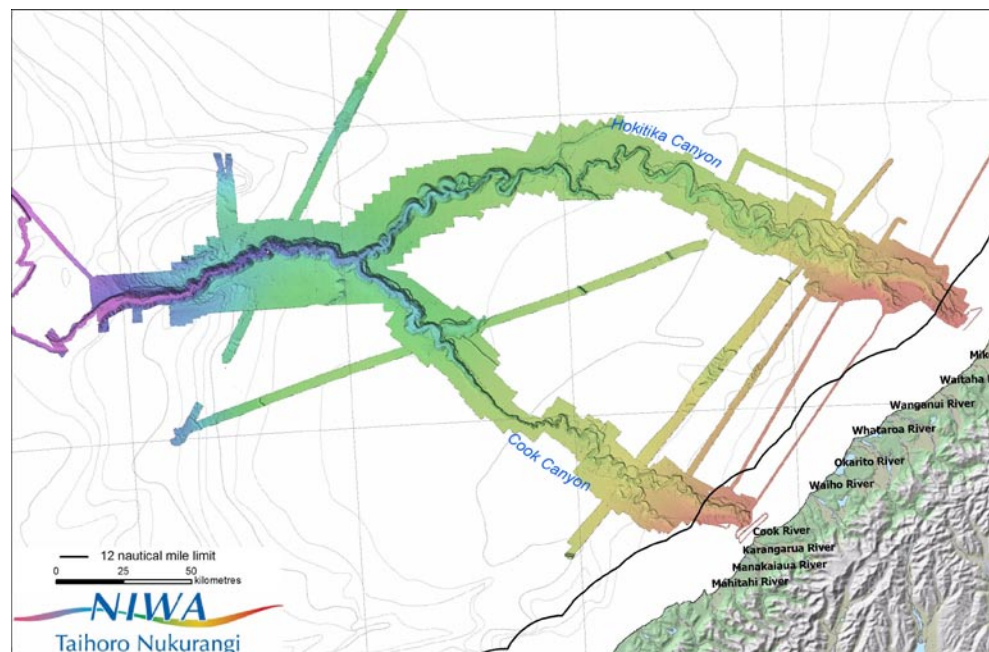 Hokitika Canyon
Cook Canyon
Waitaha
Wanganui River
Whataroa River
Okarito River
Waiho River
Cook River
Karangarua River
Manakaiaua River
Mahitahi River
12 nautical mile limit
0 25 50
kilometres
NIWA
Taihoro Nukurangi